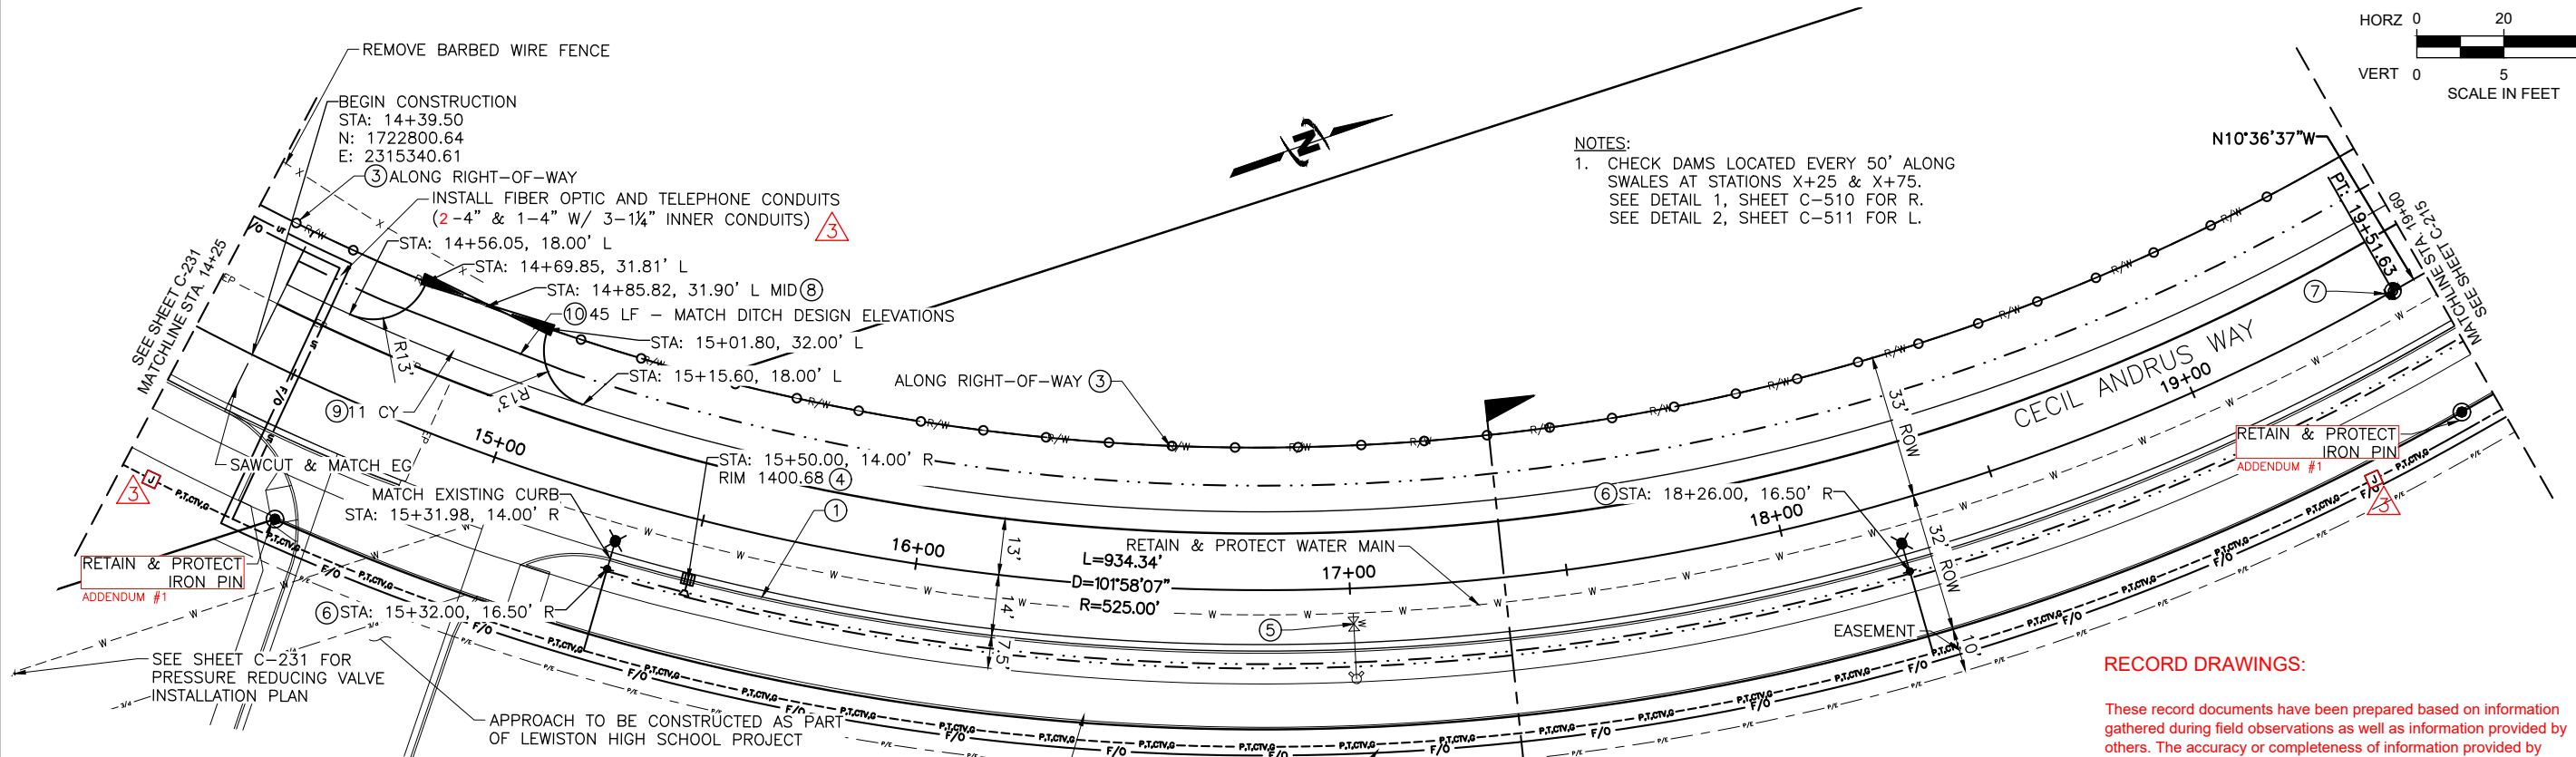 HORZ 0 20
VERT 0 5
SCALE IN FEET
REMOVE BARBED WIRE FENCE
BEGIN CONSTRUCTION
STA: 14+39.50
N: 1722800.64
E: 2315340.61
3 ALONG RIGHT-OF-WAY
INSTALL FIBER OPTIC AND TELEPHONE CONDUITS
(2-4" & 1-4" W/ 3-1¼" INNER CONDUITS)
3
STA: 14+56.05, 18.00' L
STA: 14+69.85, 31.81' L
STA: 14+85.82, 31.90' L MID 8
10 45 LF - MATCH DITCH DESIGN ELEVATIONS
STA: 15+01.80, 32.00' L
STA: 15+15.60, 18.00' L
N
NOTES:
1. CHECK DAMS LOCATED EVERY 50' ALONG
SWALES AT STATIONS X+25 & X+75.
SEE DETAIL 1, SHEET C-510 FOR R.
SEE DETAIL 2, SHEET C-511 FOR L.
N10°36'37"W
PT: 19+51.63
MATCHLINE STA. 19+60
SEE SHEET C-215
7
SEE SHEET C-231
MATCHLINE STA. 14+25
R13'
R13'
9 11 CY
ALONG RIGHT-OF-WAY 3
33' ROW
32' ROW
CECIL ANDRUS WAY
15+00
16+00
17+00
18+00
19+00
SAWCUT & MATCH EG
STA: 15+50.00, 14.00' R
RIM 1400.68 4
MATCH EXISTING CURB
STA: 15+31.98, 14.00' R
1
6 STA: 18+26.00, 16.50' R
RETAIN & PROTECT
IRON PIN
ADDENDUM #1
J
3
J
3
RETAIN & PROTECT
IRON PIN
ADDENDUM #1
RETAIN & PROTECT WATER MAIN
L=934.34'
D=101°58'07"
R=525.00'
13'
14'
7.5'
5
6 STA: 15+32.00, 16.50' R
EASEMENT
SEE SHEET C-231 FOR
PRESSURE REDUCING VALVE
INSTALLATION PLAN
APPROACH TO BE CONSTRUCTED AS PART
OF LEWISTON HIGH SCHOOL PROJECT
P,T,CTV,G
F/O
R/W
P/E
W
EP
X
3/4
RECORD DRAWINGS:
These record documents have been prepared based on information
gathered during field observations as well as information provided by
others. The accuracy or completeness of information provided by